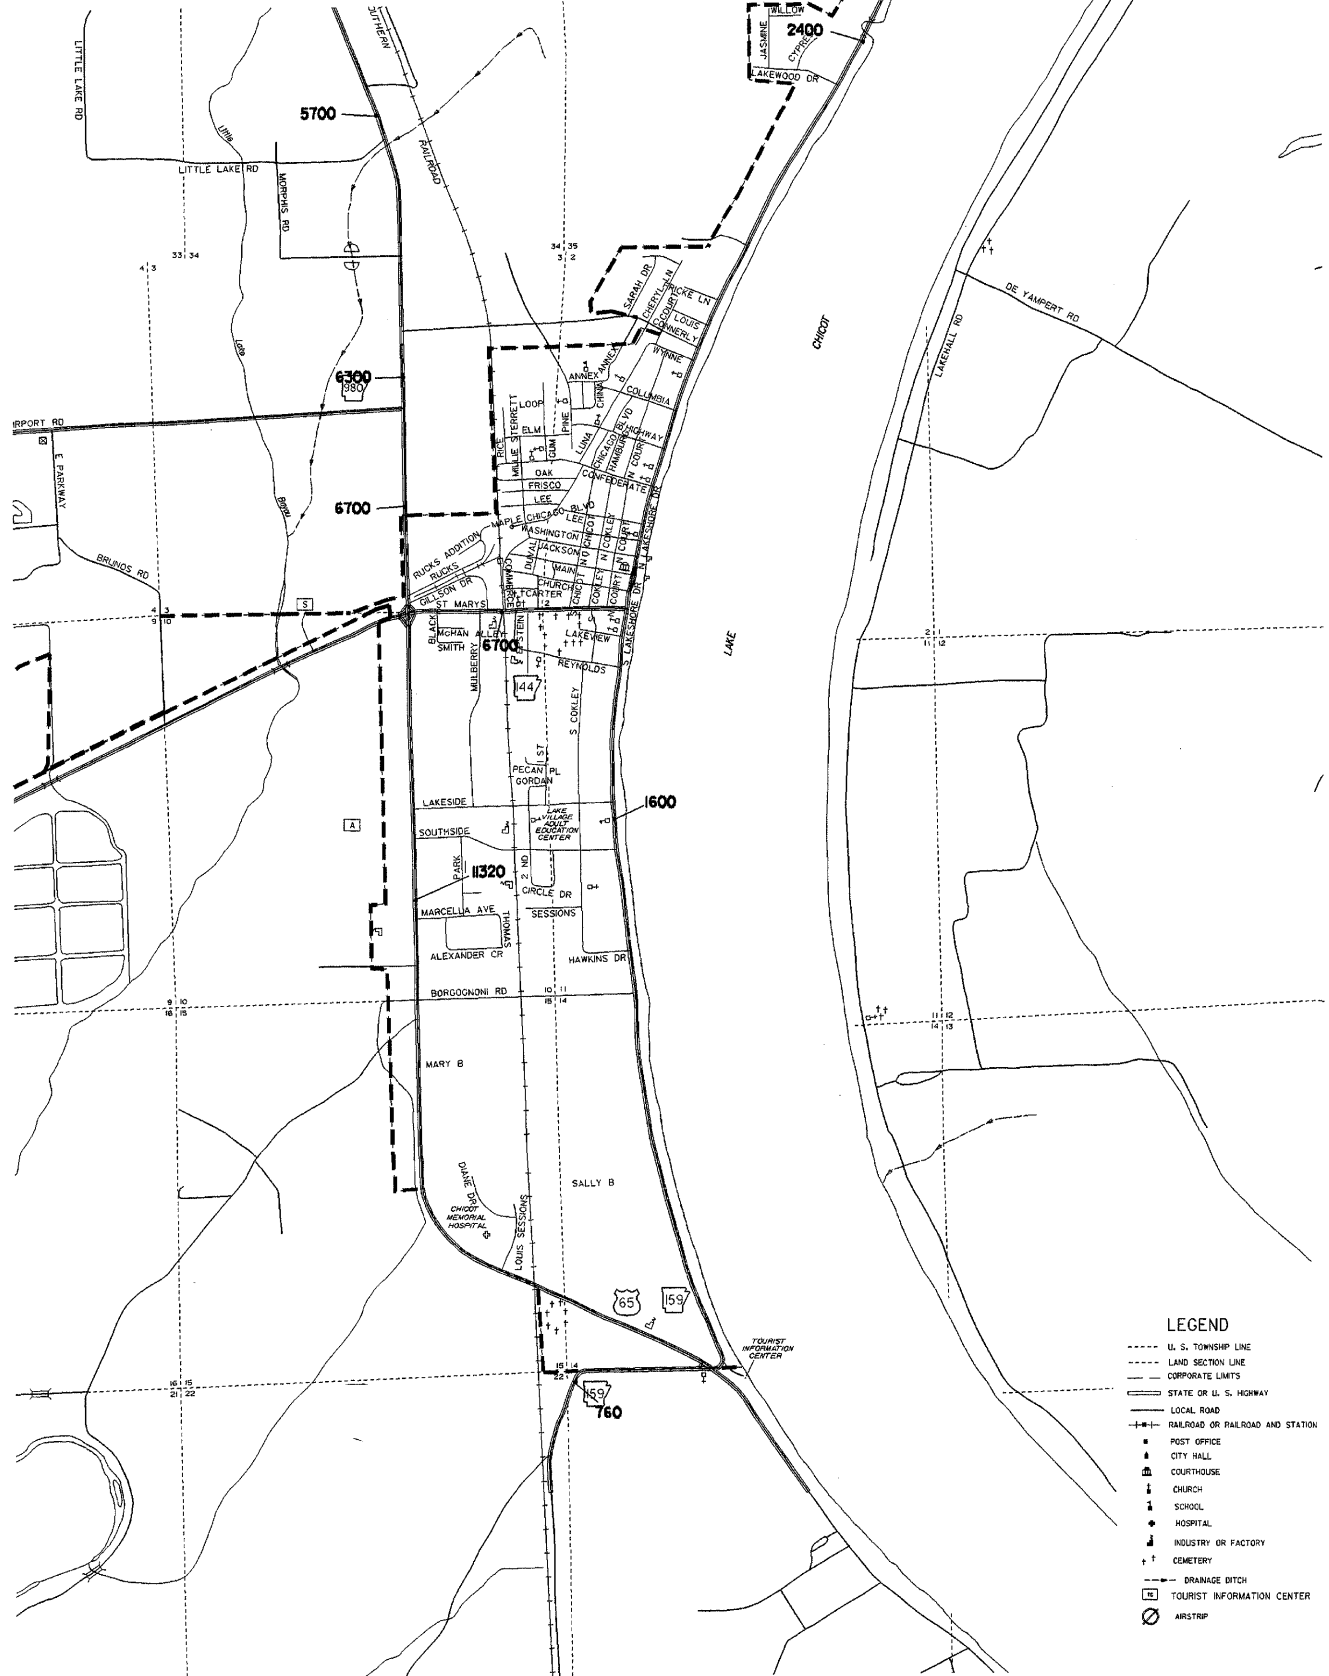 WILLOW
JASMINE
2400
LAKEWOOD DR
LITTLE LAKE RD
5700
RAILROAD
Little
LITTLE LAKE RD
MORPHIS RD
34 35
3 2
33 34
4 3
SARAH DR
CHERYL LN
COURT
RICKE LN
LOUIS
CONNERLY
DE YAMPERT RD
LAKEHALL RD
CHICOT
Lake
WYNNE
6300
980
ANNEX
ANNEX
CHINA
COLUMBIA
LOOP
STERRETT
MILLIE
RICE
ELM
GUM
PINE
LUNA
CHICAGO BLVD
HAMBURG
N COURT
HIGHWAY
E PARKWAY
OAK
CONFEDERATE
FRISCO
LEE
6700
Bayou
MAPLE
CHICAGO BLVD
LEE
WASHINGTON
JACKSON
DUVAL
MAIN
N CHICOT
N COKLEY
N COURT
N LAKESHORE DR
RUCKS ADDITION
RUCKS
GILLSON DR
COMMERCE
CHURCH
CARTER
BRUNOS RD
4 3
9 10
S
ST MARYS
BLACK
McHAN ALLEY
SMITH
MULBERRY
6700
LAKEVIEW
REYNOLDS
S LAKESHORE DR
LAKE
2 1
11 12
144
S COKLEY
1 ST
PECAN PL
GORDAN
LAKESIDE
1600
LAKE
VILLAGE
ADULT
EDUCATION
CENTER
A
SOUTHSIDE
PARK
2 ND
11320
CIRCLE DR
MARCELLA AVE
THOMAS
SESSIONS
ALEXANDER CR
HAWKINS DR
BORGOGNONI RD
10 11
15 14
9 10
16 15
11 12
14 13
MARY B
DIANE DR
SALLY B
CHICOT
MEMORIAL
HOSPITAL
LOUIS SESSIONS
65
159
TOURIST
INFORMATION
CENTER
15 14
22
159
760
16 15
21 22
LEGEND
U. S. TOWNSHIP LINE
LAND SECTION LINE
CORPORATE LIMITS
STATE OR U. S. HIGHWAY
LOCAL ROAD
RAILROAD OR RAILROAD AND STATION
POST OFFICE
CITY HALL
COURTHOUSE
CHURCH
SCHOOL
HOSPITAL
INDUSTRY OR FACTORY
CEMETERY
DRAINAGE DITCH
TOURIST INFORMATION CENTER
AIRSTRIP